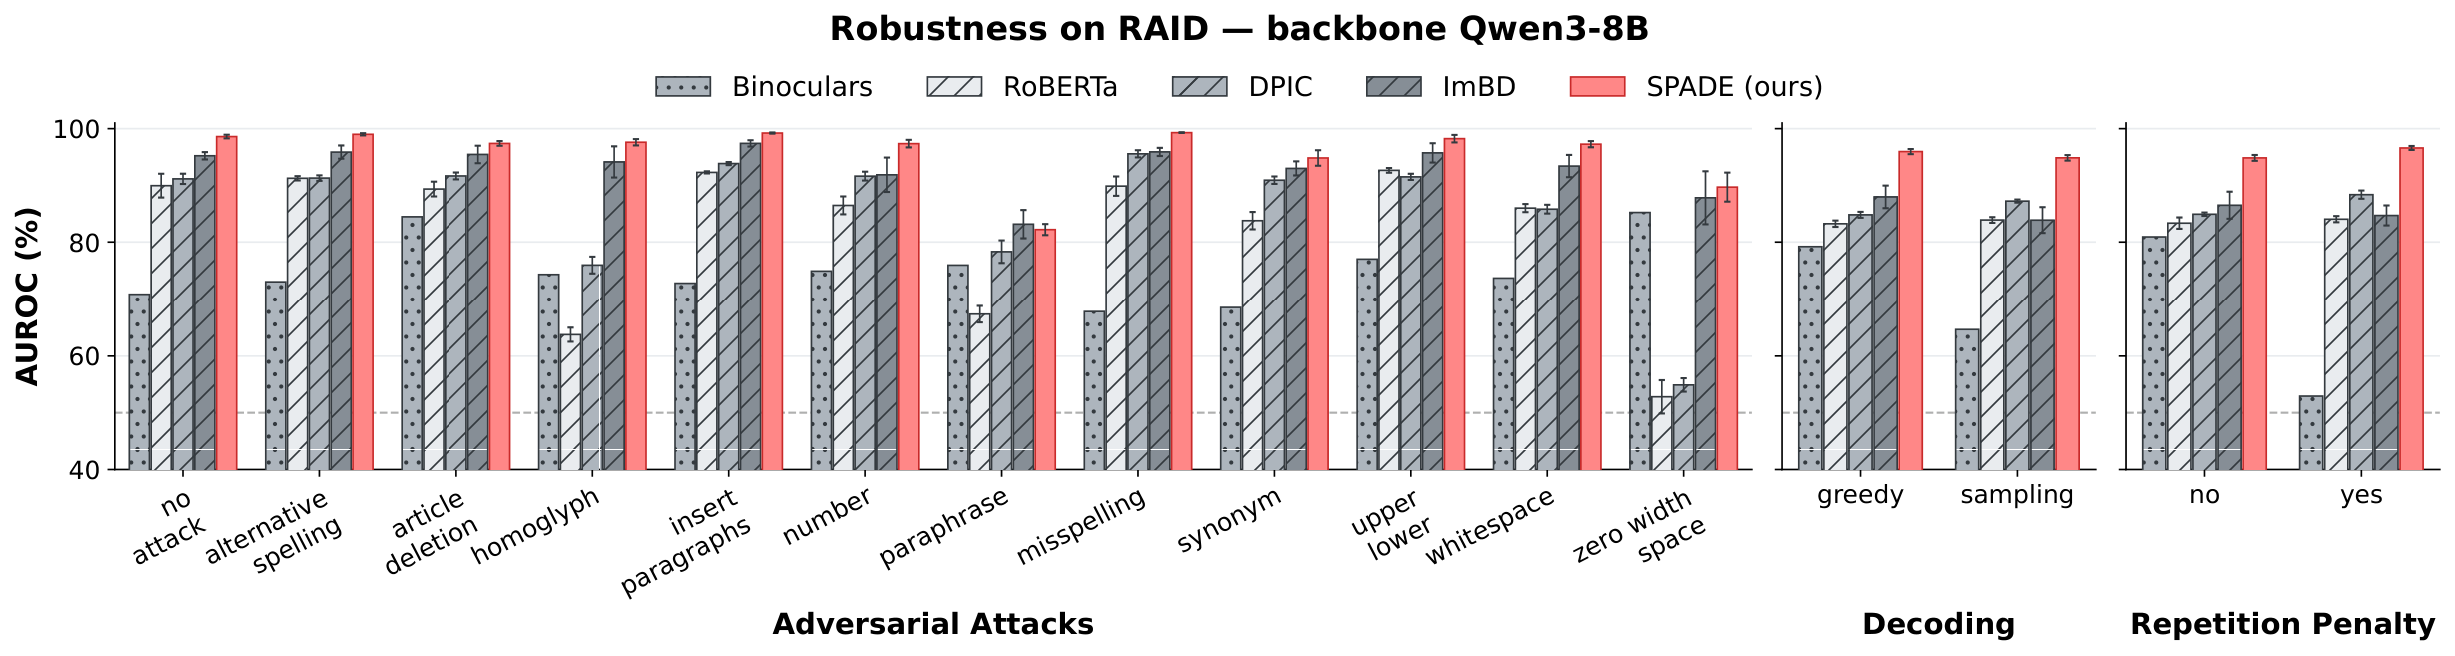 Robustness on RAID — backbone Qwen3-8B
Binoculars RoBERTa DPIC ImBD SPADE (ours)
AUROC (%)
100
80
60
40
no
attack
alternative
spelling
article
deletion
homoglyph
insert
paragraphs
number
paraphrase
misspelling
synonym
upper
lower
whitespace
zero width
space
greedy
sampling
no
yes
Adversarial Attacks
Decoding
Repetition Penalty